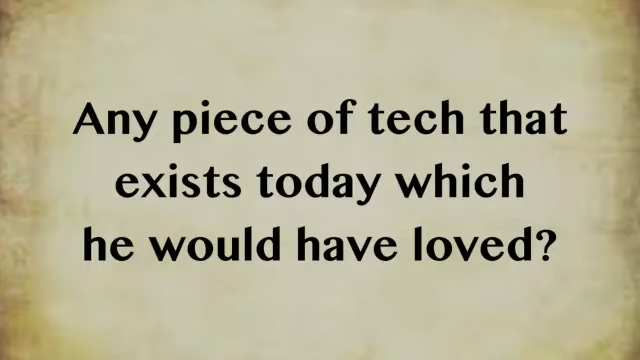 Any piece of tech that
exists today which
he would have loved?